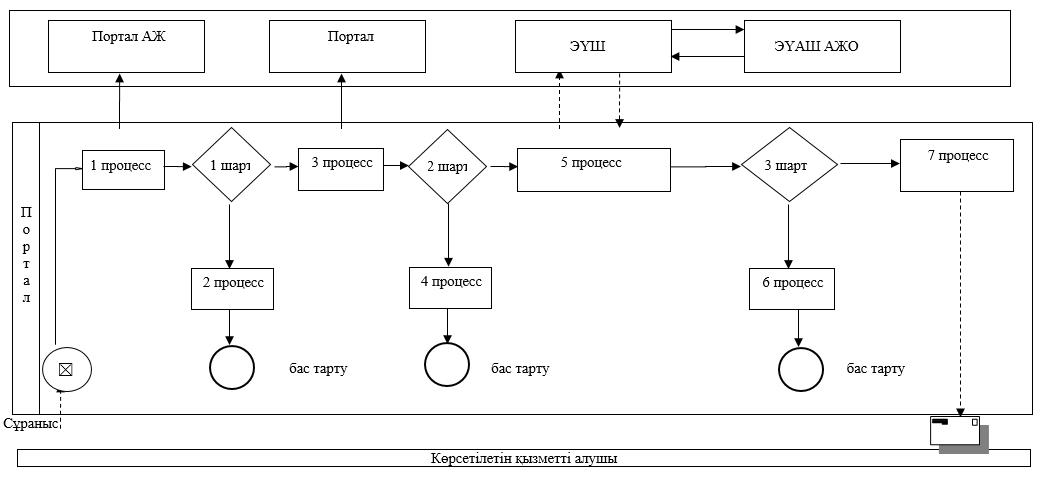 Портал АЖ
Портал
ЭҮШ
ЭҮАШ АЖО
1 процесс
1 шарт
3 процесс
2 шарт
5 процесс
3 шарт
7 процесс
Портал
2 процесс
4 процесс
6 процесс
бас тарту
бас тарту
бас тарту
Сұраныс
Көрсетілетін қызметті алушы